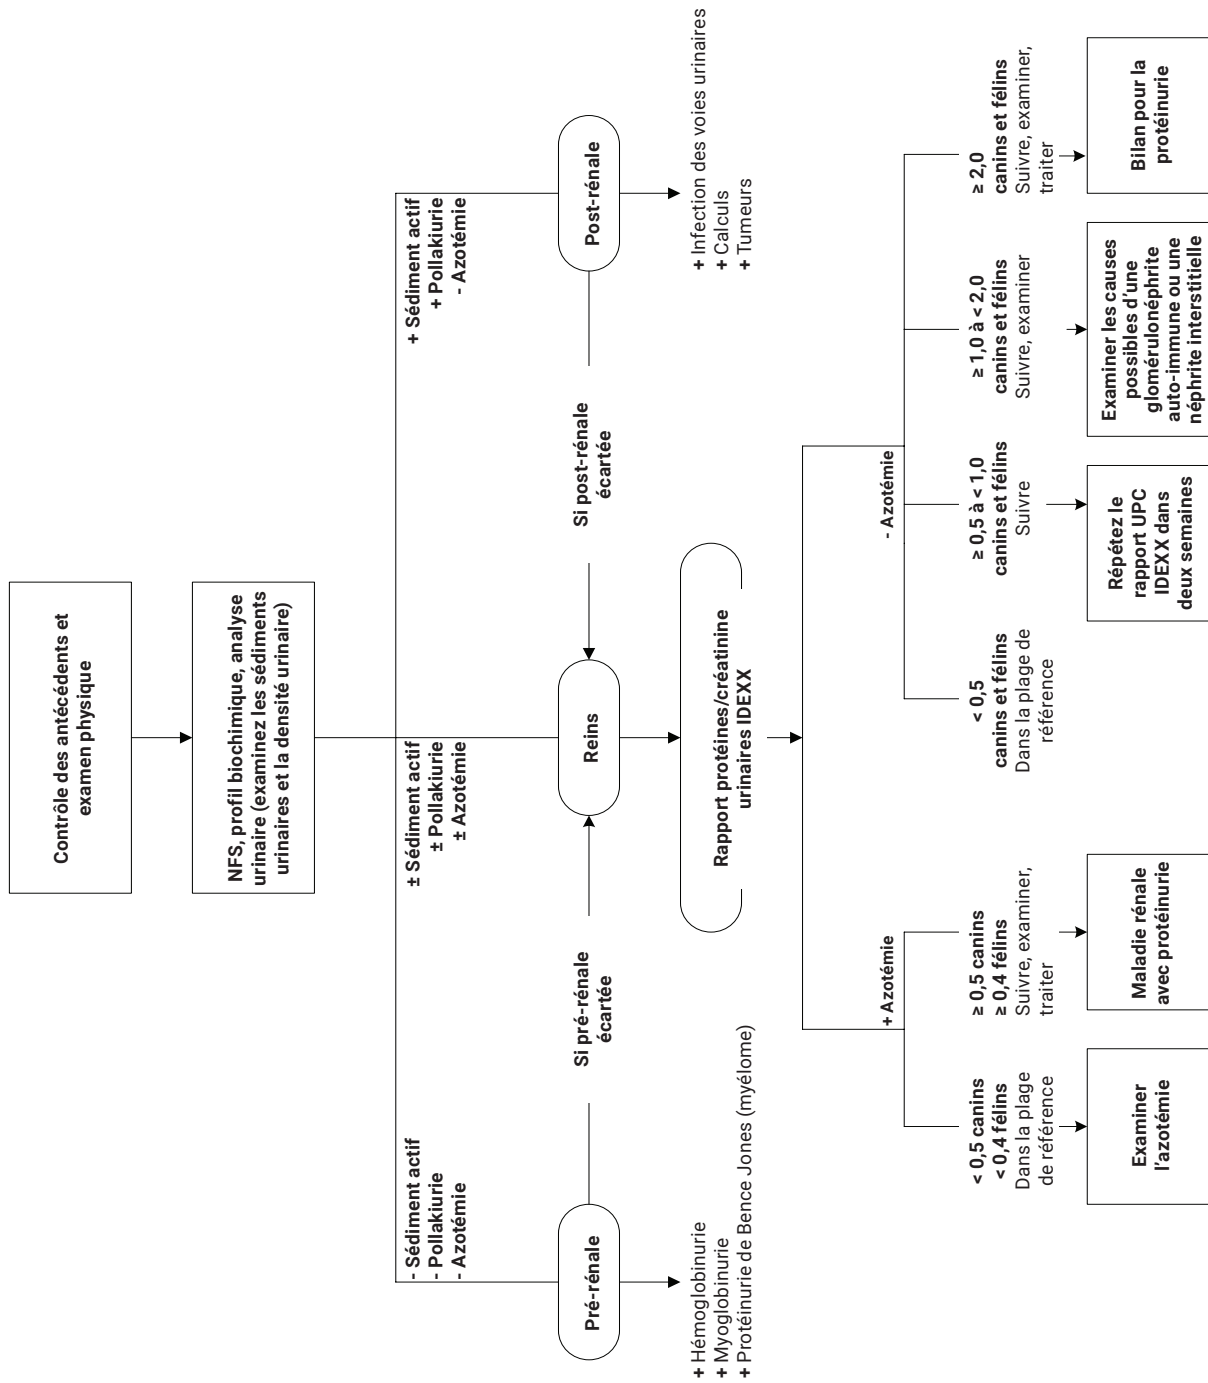 Contrôle des antécédents et
examen physique
NFS, profil biochimique, analyse
urinaire (examinez les sédiments
urinaires et la densité urinaire)
- Sédiment actif
- Pollakiurie
- Azotémie
± Sédiment actif
± Pollakiurie
± Azotémie
+ Sédiment actif
+ Pollakiurie
- Azotémie
Pré-rénale
Si pré-rénale
écartée
Reins
Si post-rénale
écartée
Post-rénale
+ Hémoglobinurie
+ Myoglobinurie
+ Protéinurie de Bence Jones (myélome)
Rapport protéines/créatinine
urinaires IDEXX
+ Infection des voies urinaires
+ Calculs
+ Tumeurs
+ Azotémie
- Azotémie
< 0,5 canins
< 0,4 félins
Dans la plage
de référence
≥ 0,5 canins
≥ 0,4 félins
Suivre, examiner,
traiter
< 0,5
canins et félins
Dans la plage de
référence
≥ 0,5 à < 1,0
canins et félins
Suivre
≥ 1,0 à < 2,0
canins et félins
Suivre, examiner
≥ 2,0
canins et félins
Suivre, examiner,
traiter
Examiner
l'azotémie
Maladie rénale
avec protéinurie
Répétez le
rapport UPC
IDEXX dans
deux semaines
Examiner les causes
possibles d'une
glomérulonéphrite
auto-immune ou une
néphrite interstitielle
Bilan pour la
protéinurie